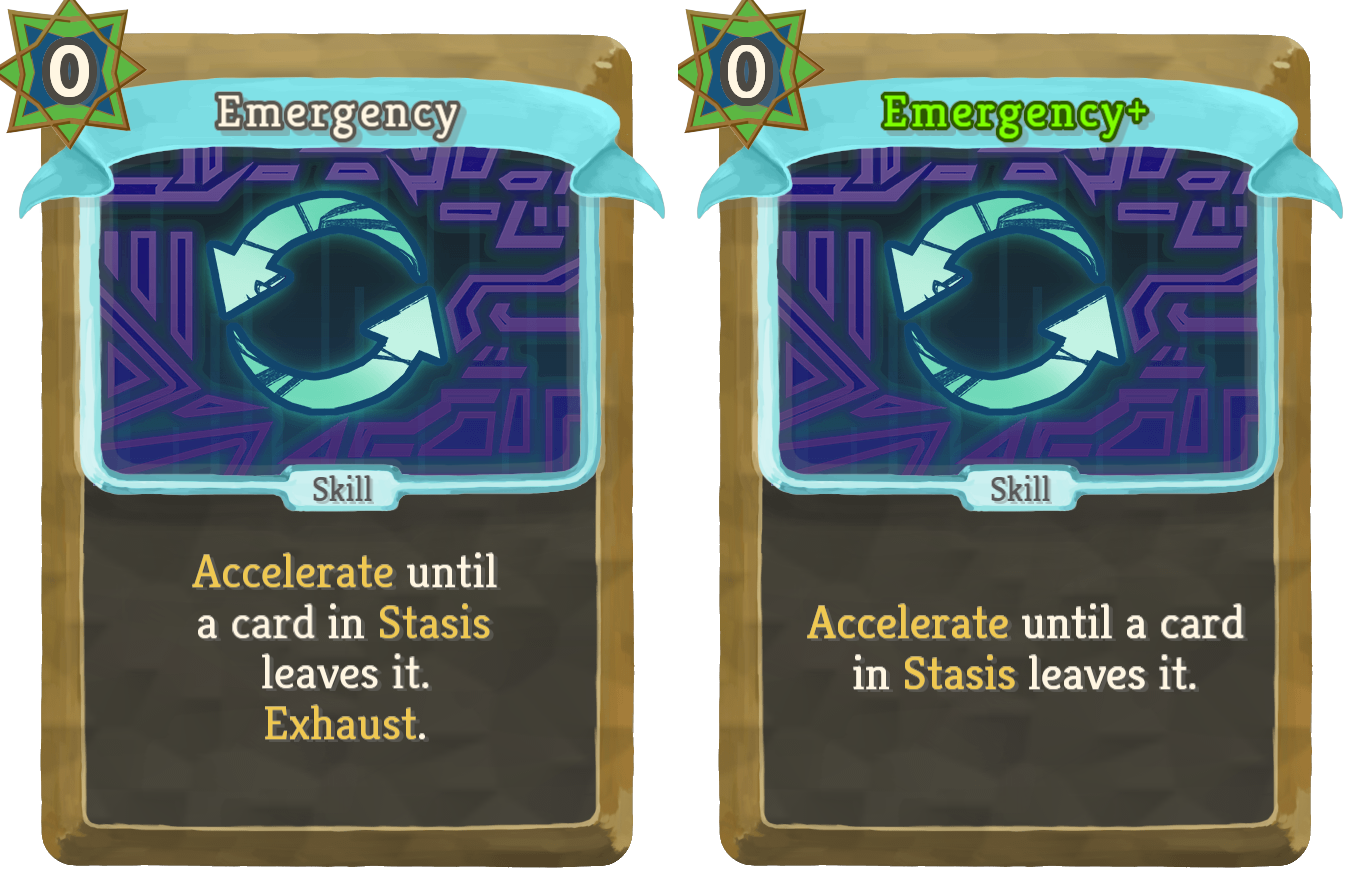 0
Emergency
Skill
Accelerate until
a card in Stasis
leaves it.
Exhaust.
0
Emergency+
Skill
Accelerate until a card
in Stasis leaves it.